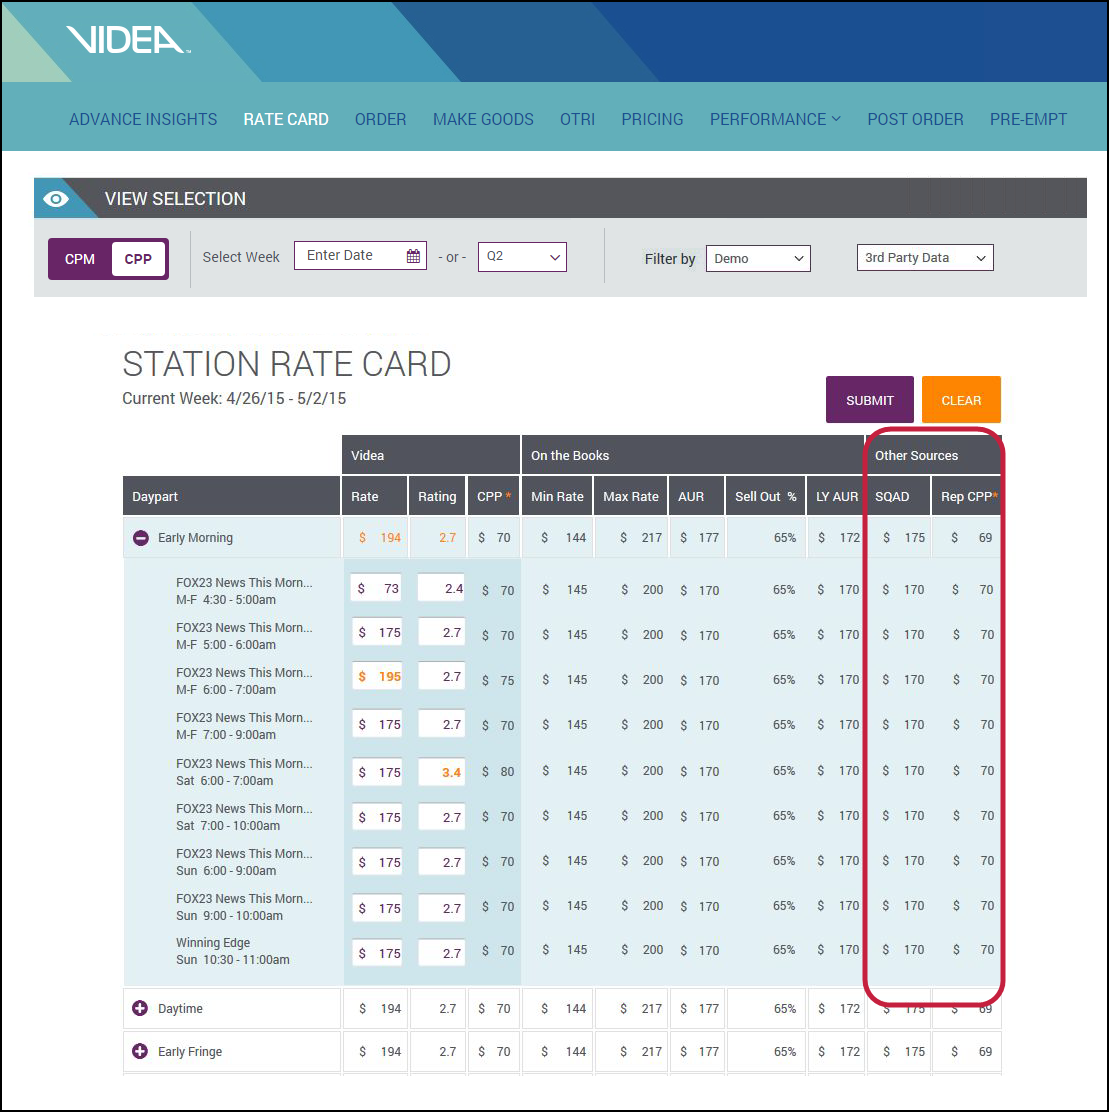 VIDEA™
ADVANCE INSIGHTS RATE CARD ORDER MAKE GOODS OTRI PRICING PERFORMANCE POST ORDER PRE-EMPT
VIEW SELECTION
CPM CPP Select Week Enter Date - or - Q2 Filter by Demo 3rd Party Data
STATION RATE CARD
Current Week: 4/26/15 - 5/2/15
SUBMIT CLEAR
Videa On the Books Other Sources
Daypart Rate Rating CPP * Min Rate Max Rate AUR Sell Out % LY AUR SQAD Rep CPP*
Early Morning $ 194 2.7 $ 70 $ 144 $ 217 $ 177 65% $ 172 $ 175 $ 69
FOX23 News This Morn...
M-F 4:30 - 5:00am $ 73 2.4 $ 70 $ 145 $ 200 $ 170 65% $ 170 $ 170 $ 70
FOX23 News This Morn...
M-F 5:00 - 6:00am $ 175 2.7 $ 70 $ 145 $ 200 $ 170 65% $ 170 $ 170 $ 70
FOX23 News This Morn...
M-F 6:00 - 7:00am $ 195 2.7 $ 75 $ 145 $ 200 $ 170 65% $ 170 $ 170 $ 70
FOX23 News This Morn...
M-F 7:00 - 9:00am $ 175 2.7 $ 70 $ 145 $ 200 $ 170 65% $ 170 $ 170 $ 70
FOX23 News This Morn...
Sat 6:00 - 7:00am $ 175 3.4 $ 80 $ 145 $ 200 $ 170 65% $ 170 $ 170 $ 70
FOX23 News This Morn...
Sat 7:00 - 10:00am $ 175 2.7 $ 70 $ 145 $ 200 $ 170 65% $ 170 $ 170 $ 70
FOX23 News This Morn...
Sun 6:00 - 9:00am $ 175 2.7 $ 70 $ 145 $ 200 $ 170 65% $ 170 $ 170 $ 70
FOX23 News This Morn...
Sun 9:00 - 10:00am $ 175 2.7 $ 70 $ 145 $ 200 $ 170 65% $ 170 $ 170 $ 70
Winning Edge
Sun 10:30 - 11:00am $ 175 2.7 $ 70 $ 145 $ 200 $ 170 65% $ 170 $ 170 $ 70
Daytime $ 194 2.7 $ 70 $ 144 $ 217 $ 177 65% $ 172 $ 175 $ 69
Early Fringe $ 194 2.7 $ 70 $ 144 $ 217 $ 177 65% $ 172 $ 175 $ 69